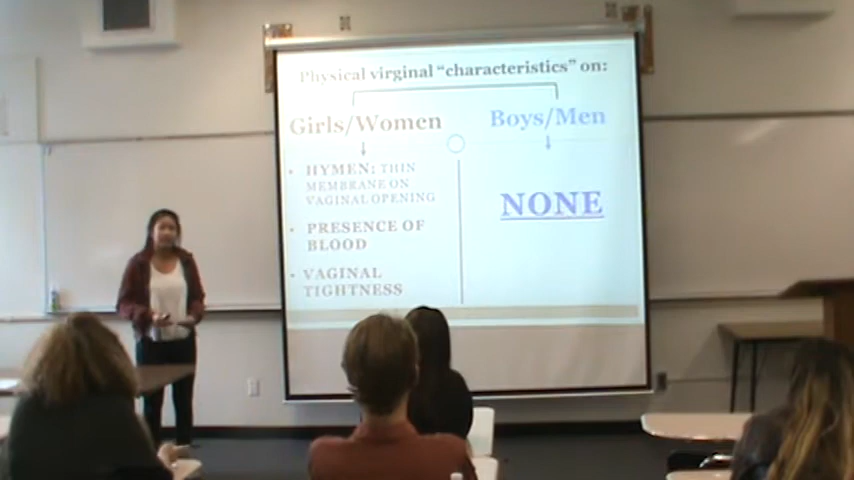 Physical virginal “characteristics” on:
Girls/Women
Boys/Men
• HYMEN: THIN
MEMBRANE ON
VAGINAL OPENING
• PRESENCE OF
BLOOD
• VAGINAL
TIGHTNESS
NONE